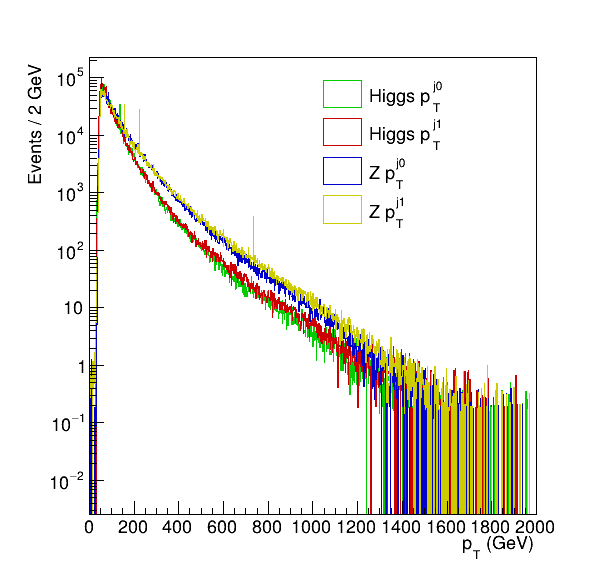 Events / 2 GeV
10^5
10^4
10^3
10^2
10
1
10^-1
10^-2
Higgs p_T^j0
Higgs p_T^j1
Z p_T^j0
Z p_T^j1
0 200 400 600 800 1000 1200 1400 1600 1800 2000
p_T (GeV)